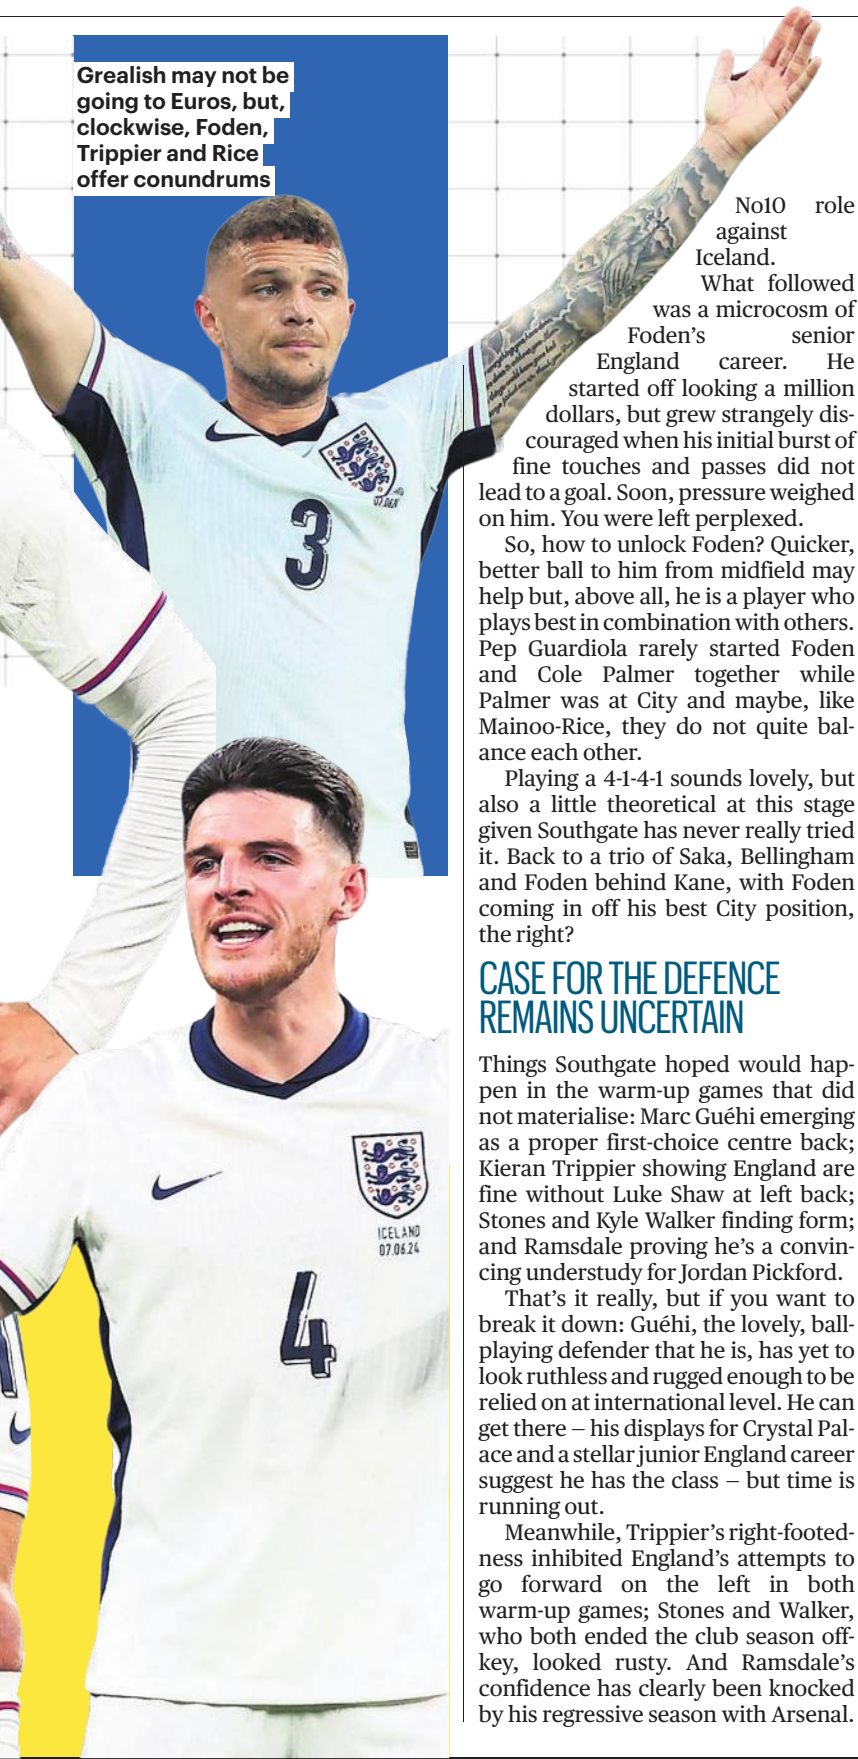 Grealish may not be
going to Euros, but,
clockwise, Foden,
Trippier and Rice
offer conundrums
3
07.06.24
ICELAND
07.06.24
4
No10 role
against
Iceland.
What followed
was a microcosm of
Foden’s senior
England career. He
started off looking a million
dollars, but grew strangely dis-
couraged when his initial burst of
fine touches and passes did not
lead to a goal. Soon, pressure weighed
on him. You were left perplexed.
So, how to unlock Foden? Quicker,
better ball to him from midfield may
help but, above all, he is a player who
plays best in combination with others.
Pep Guardiola rarely started Foden
and Cole Palmer together while
Palmer was at City and maybe, like
Mainoo-Rice, they do not quite bal-
ance each other.
Playing a 4-1-4-1 sounds lovely, but
also a little theoretical at this stage
given Southgate has never really tried
it. Back to a trio of Saka, Bellingham
and Foden behind Kane, with Foden
coming in off his best City position,
the right?
CASE FOR THE DEFENCE
REMAINS UNCERTAIN
Things Southgate hoped would hap-
pen in the warm-up games that did
not materialise: Marc Guéhi emerging
as a proper first-choice centre back;
Kieran Trippier showing England are
fine without Luke Shaw at left back;
Stones and Kyle Walker finding form;
and Ramsdale proving he’s a convin-
cing understudy for Jordan Pickford.
That’s it really, but if you want to
break it down: Guéhi, the lovely, ball-
playing defender that he is, has yet to
look ruthless and rugged enough to be
relied on at international level. He can
get there – his displays for Crystal Pal-
ace and a stellar junior England career
suggest he has the class – but time is
running out.
Meanwhile, Trippier’s right-footed-
ness inhibited England’s attempts to
go forward on the left in both
warm-up games; Stones and Walker,
who both ended the club season off-
key, looked rusty. And Ramsdale’s
confidence has clearly been knocked
by his regressive season with Arsenal.